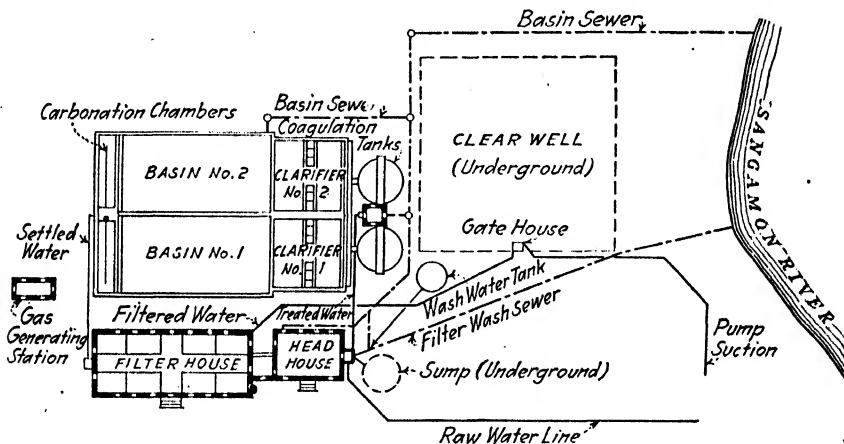 Basin Sewer
Carbonation Chambers
Basin Sewer
Coagulation
Tanks
CLEAR WELL
(Underground)
BASIN No. 2
CLARIFIER
No. 2
SANGAMON RIVER
Gate House
Settled
Water
BASIN No. 1
CLARIFIER
No. 1
Wash Water Tank
Gas
Generating
Station
Filtered Water
Treated Water
Filter Wash Sewer
Pump
Suction
FILTER HOUSE
HEAD
HOUSE
Sump (Underground)
Raw Water Line